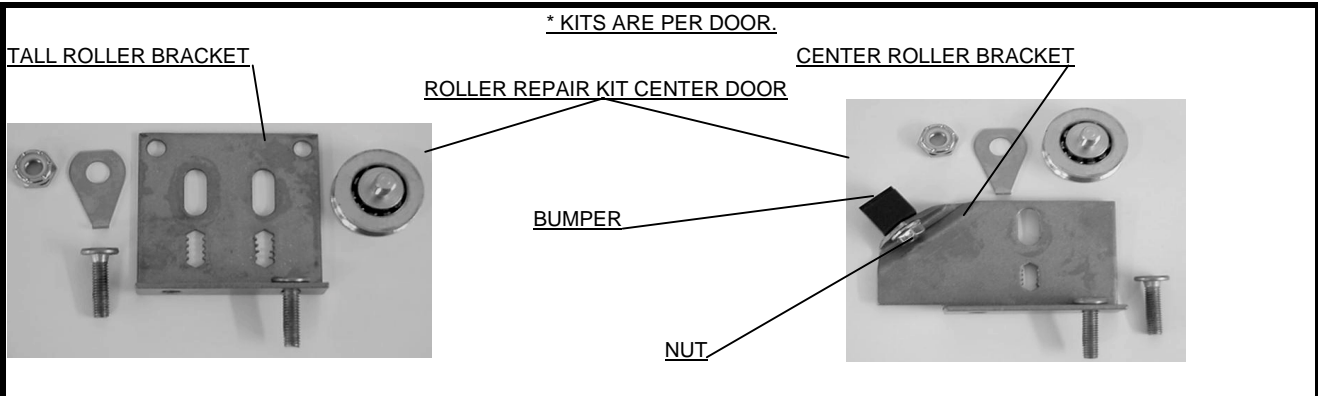 * KITS ARE PER DOOR.
TALL ROLLER BRACKET
CENTER ROLLER BRACKET
ROLLER REPAIR KIT CENTER DOOR
BUMPER
NUT